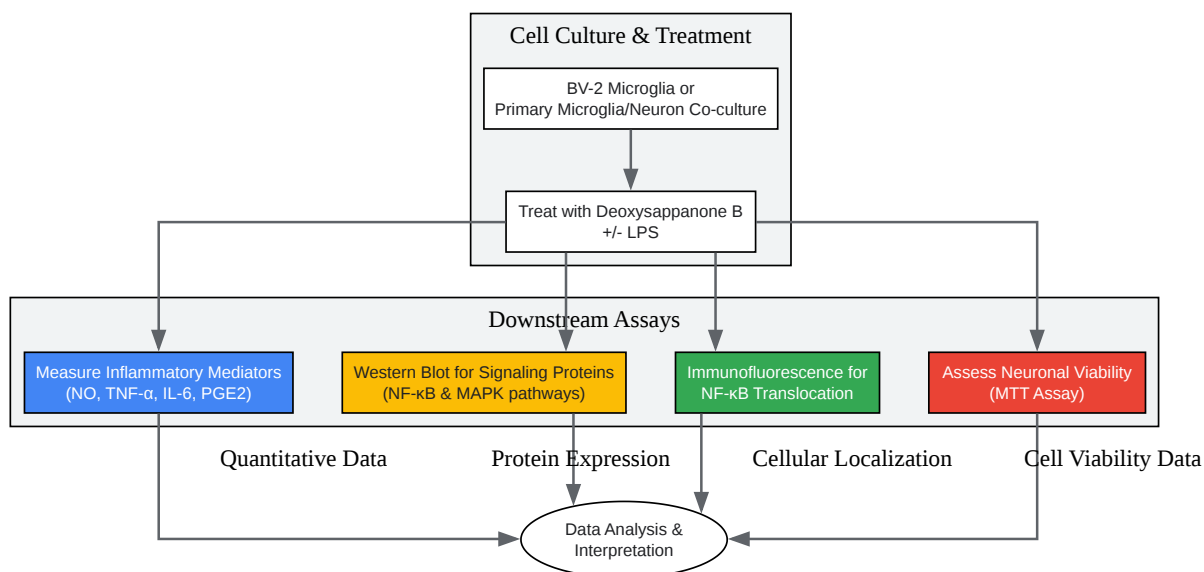 Cell Culture & Treatment
BV-2 Microglia or
Primary Microglia/Neuron Co-culture
Treat with Deoxysappanone B
+/- LPS
Downstream Assays
Measure Inflammatory Mediators
(NO, TNF-α, IL-6, PGE2)
Western Blot for Signaling Proteins
(NF-κB & MAPK pathways)
Immunofluorescence for
NF-κB Translocation
Assess Neuronal Viability
(MTT Assay)
Quantitative Data
Protein Expression
Cellular Localization
Cell Viability Data
Data Analysis &
Interpretation